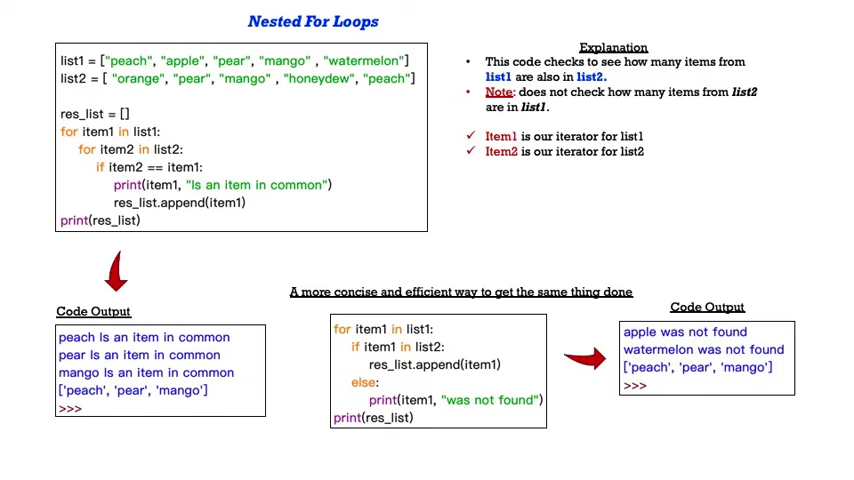 Nested For Loops
list1 = ["peach", "apple", "pear", "mango" , "watermelon"]
list2 = [ "orange", "pear", "mango" , "honeydew", "peach"]
res_list = []
for item1 in list1:
for item2 in list2:
if item2 == item1:
print(item1, "Is an item in common")
res_list.append(item1)
print(res_list)
Explanation
• This code checks to see how many items from
list1 are also in list2.
• Note: does not check how many items from list2
are in list1.
✓ Item1 is our iterator for list1
✓ Item2 is our iterator for list2
Code Output
peach Is an item in common
pear Is an item in common
mango Is an item in common
['peach', 'pear', 'mango']
>>>
A more concise and efficient way to get the same thing done
for item1 in list1:
if item1 in list2:
res_list.append(item1)
else:
print(item1, "was not found")
print(res_list)
Code Output
apple was not found
watermelon was not found
['peach', 'pear', 'mango']
>>>